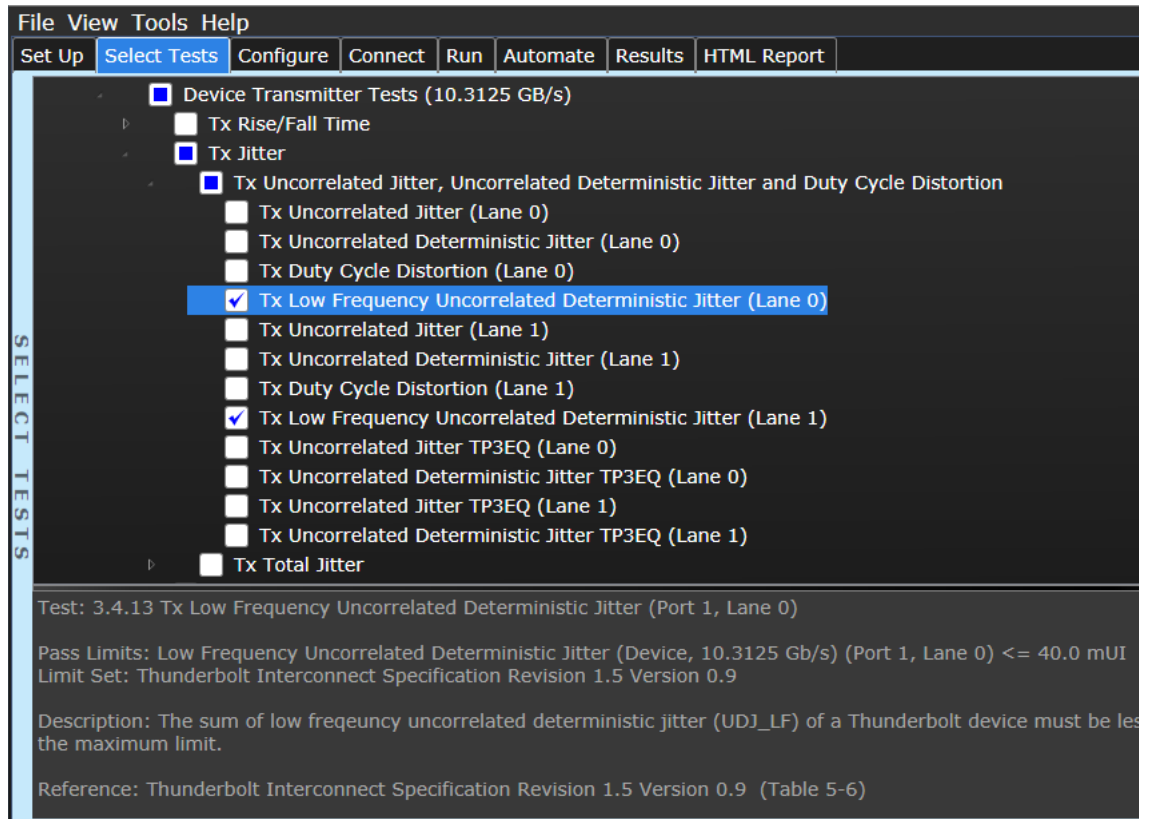 File View Tools Help
Set Up Select Tests Configure Connect Run Automate Results HTML Report
Device Transmitter Tests (10.3125 GB/s)
Tx Rise/Fall Time
Tx Jitter
Tx Uncorrelated Jitter, Uncorrelated Deterministic Jitter and Duty Cycle Distortion
Tx Uncorrelated Jitter (Lane 0)
Tx Uncorrelated Deterministic Jitter (Lane 0)
Tx Duty Cycle Distortion (Lane 0)
Tx Low Frequency Uncorrelated Deterministic Jitter (Lane 0)
Tx Uncorrelated Jitter (Lane 1)
Tx Uncorrelated Deterministic Jitter (Lane 1)
Tx Duty Cycle Distortion (Lane 1)
Tx Low Frequency Uncorrelated Deterministic Jitter (Lane 1)
Tx Uncorrelated Jitter TP3EQ (Lane 0)
Tx Uncorrelated Deterministic Jitter TP3EQ (Lane 0)
Tx Uncorrelated Jitter TP3EQ (Lane 1)
Tx Uncorrelated Deterministic Jitter TP3EQ (Lane 1)
Tx Total Jitter
SELECT TESTS
Test: 3.4.13 Tx Low Frequency Uncorrelated Deterministic Jitter (Port 1, Lane 0)
Pass Limits: Low Frequency Uncorrelated Deterministic Jitter (Device, 10.3125 Gb/s) (Port 1, Lane 0) <= 40.0 mUI
Limit Set: Thunderbolt Interconnect Specification Revision 1.5 Version 0.9
Description: The sum of low freqeuncy uncorrelated deterministic jitter (UDJ_LF) of a Thunderbolt device must be les
the maximum limit.
Reference: Thunderbolt Interconnect Specification Revision 1.5 Version 0.9 (Table 5-6)